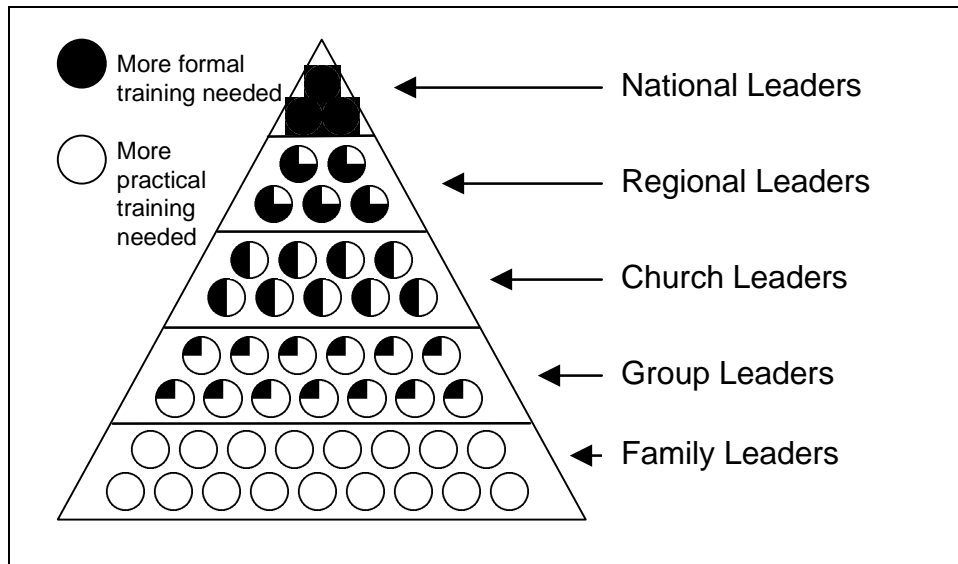 More formal
training needed
More
practical
training
needed
National Leaders
Regional Leaders
Church Leaders
Group Leaders
Family Leaders